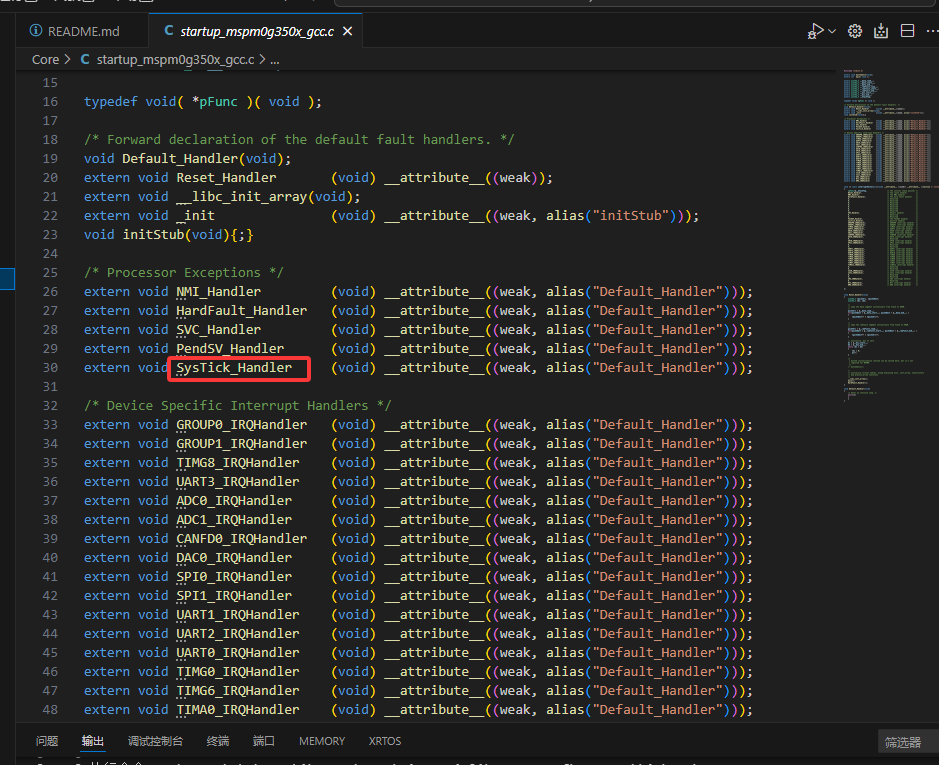 README.md
C startup_mspm0g350x_gcc.c
Core > C startup_mspm0g350x_gcc.c > ...
15
16 typedef void( *pFunc )( void );
17
18 /* Forward declaration of the default fault handlers. */
19 void Default_Handler(void);
20 extern void Reset_Handler (void) __attribute__((weak));
21 extern void __libc_init_array(void);
22 extern void _init (void) __attribute__((weak, alias("initStub")));
23 void initStub(void){;}
24
25 /* Processor Exceptions */
26 extern void NMI_Handler (void) __attribute__((weak, alias("Default_Handler")));
27 extern void HardFault_Handler (void) __attribute__((weak, alias("Default_Handler")));
28 extern void SVC_Handler (void) __attribute__((weak, alias("Default_Handler")));
29 extern void PendSV_Handler (void) __attribute__((weak, alias("Default_Handler")));
30 extern void SysTick_Handler (void) __attribute__((weak, alias("Default_Handler")));
31
32 /* Device Specific Interrupt Handlers */
33 extern void GROUP0_IRQHandler (void) __attribute__((weak, alias("Default_Handler")));
34 extern void GROUP1_IRQHandler (void) __attribute__((weak, alias("Default_Handler")));
35 extern void TIMG8_IRQHandler (void) __attribute__((weak, alias("Default_Handler")));
36 extern void UART3_IRQHandler (void) __attribute__((weak, alias("Default_Handler")));
37 extern void ADC0_IRQHandler (void) __attribute__((weak, alias("Default_Handler")));
38 extern void ADC1_IRQHandler (void) __attribute__((weak, alias("Default_Handler")));
39 extern void CANFD0_IRQHandler (void) __attribute__((weak, alias("Default_Handler")));
40 extern void DAC0_IRQHandler (void) __attribute__((weak, alias("Default_Handler")));
41 extern void SPI0_IRQHandler (void) __attribute__((weak, alias("Default_Handler")));
42 extern void SPI1_IRQHandler (void) __attribute__((weak, alias("Default_Handler")));
43 extern void UART1_IRQHandler (void) __attribute__((weak, alias("Default_Handler")));
44 extern void UART2_IRQHandler (void) __attribute__((weak, alias("Default_Handler")));
45 extern void UART0_IRQHandler (void) __attribute__((weak, alias("Default_Handler")));
46 extern void TIMG0_IRQHandler (void) __attribute__((weak, alias("Default_Handler")));
47 extern void TIMG6_IRQHandler (void) __attribute__((weak, alias("Default_Handler")));
48 extern void TIMA0_IRQHandler (void) __attribute__((weak, alias("Default_Handler")));
问题 输出 调试控制台 终端 端口 MEMORY XRTOS
筛选器